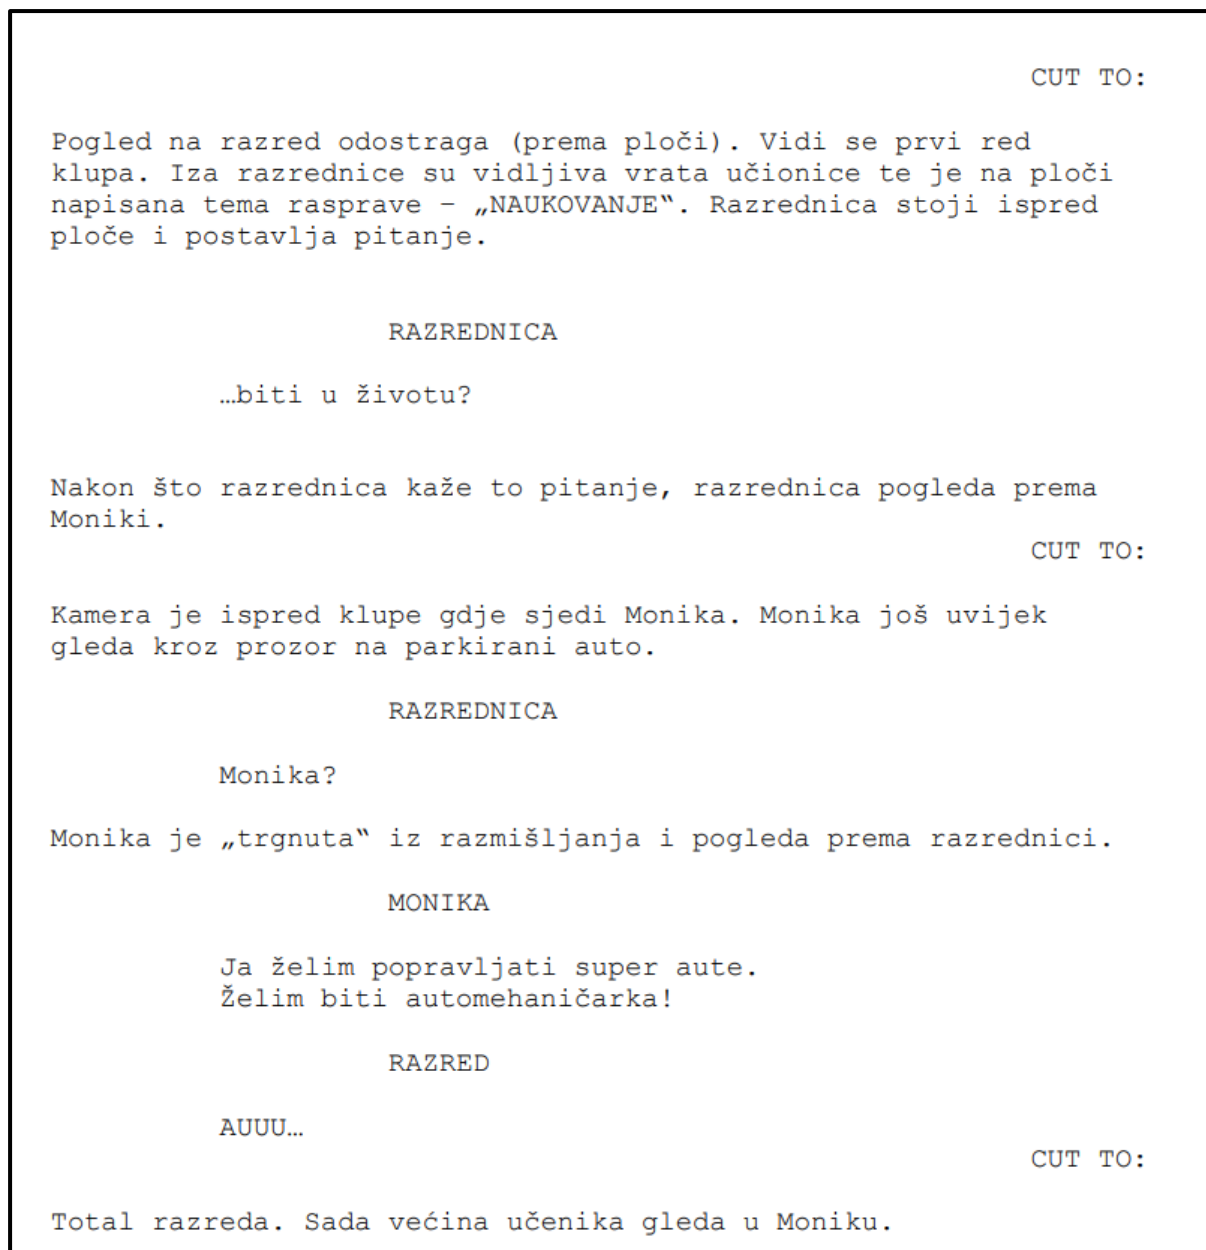 CUT TO:
Pogled na razred odostraga (prema ploči). Vidi se prvi red
klupa. Iza razrednice su vidljiva vrata učionice te je na ploči
napisana tema rasprave – „NAUKOVANJE‟. Razrednica stoji ispred
ploče i postavlja pitanje.
RAZREDNICA
…biti u životu?
Nakon što razrednica kaže to pitanje, razrednica pogleda prema
Moniki.
CUT TO:
Kamera je ispred klupe gdje sjedi Monika. Monika još uvijek
gleda kroz prozor na parkirani auto.
RAZREDNICA
Monika?
Monika je „trgnuta‟ iz razmišljanja i pogleda prema razrednici.
MONIKA
Ja želim popravljati super aute.
Želim biti automehaničarka!
RAZRED
AUUU…
CUT TO:
Total razreda. Sada većina učenika gleda u Moniku.